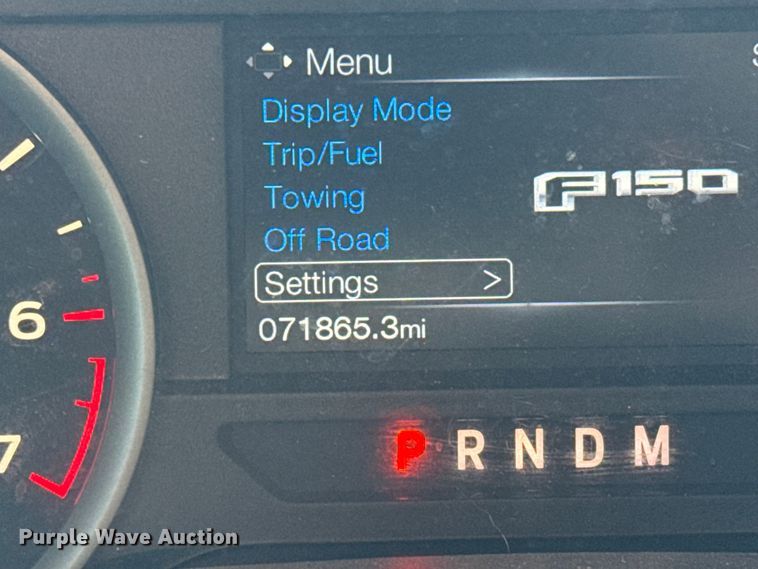 Menu
Display Mode
Trip/Fuel
Towing
Off Road
Settings >
071865.3mi
F150
6
7
P R N D M
Purple Wave Auction